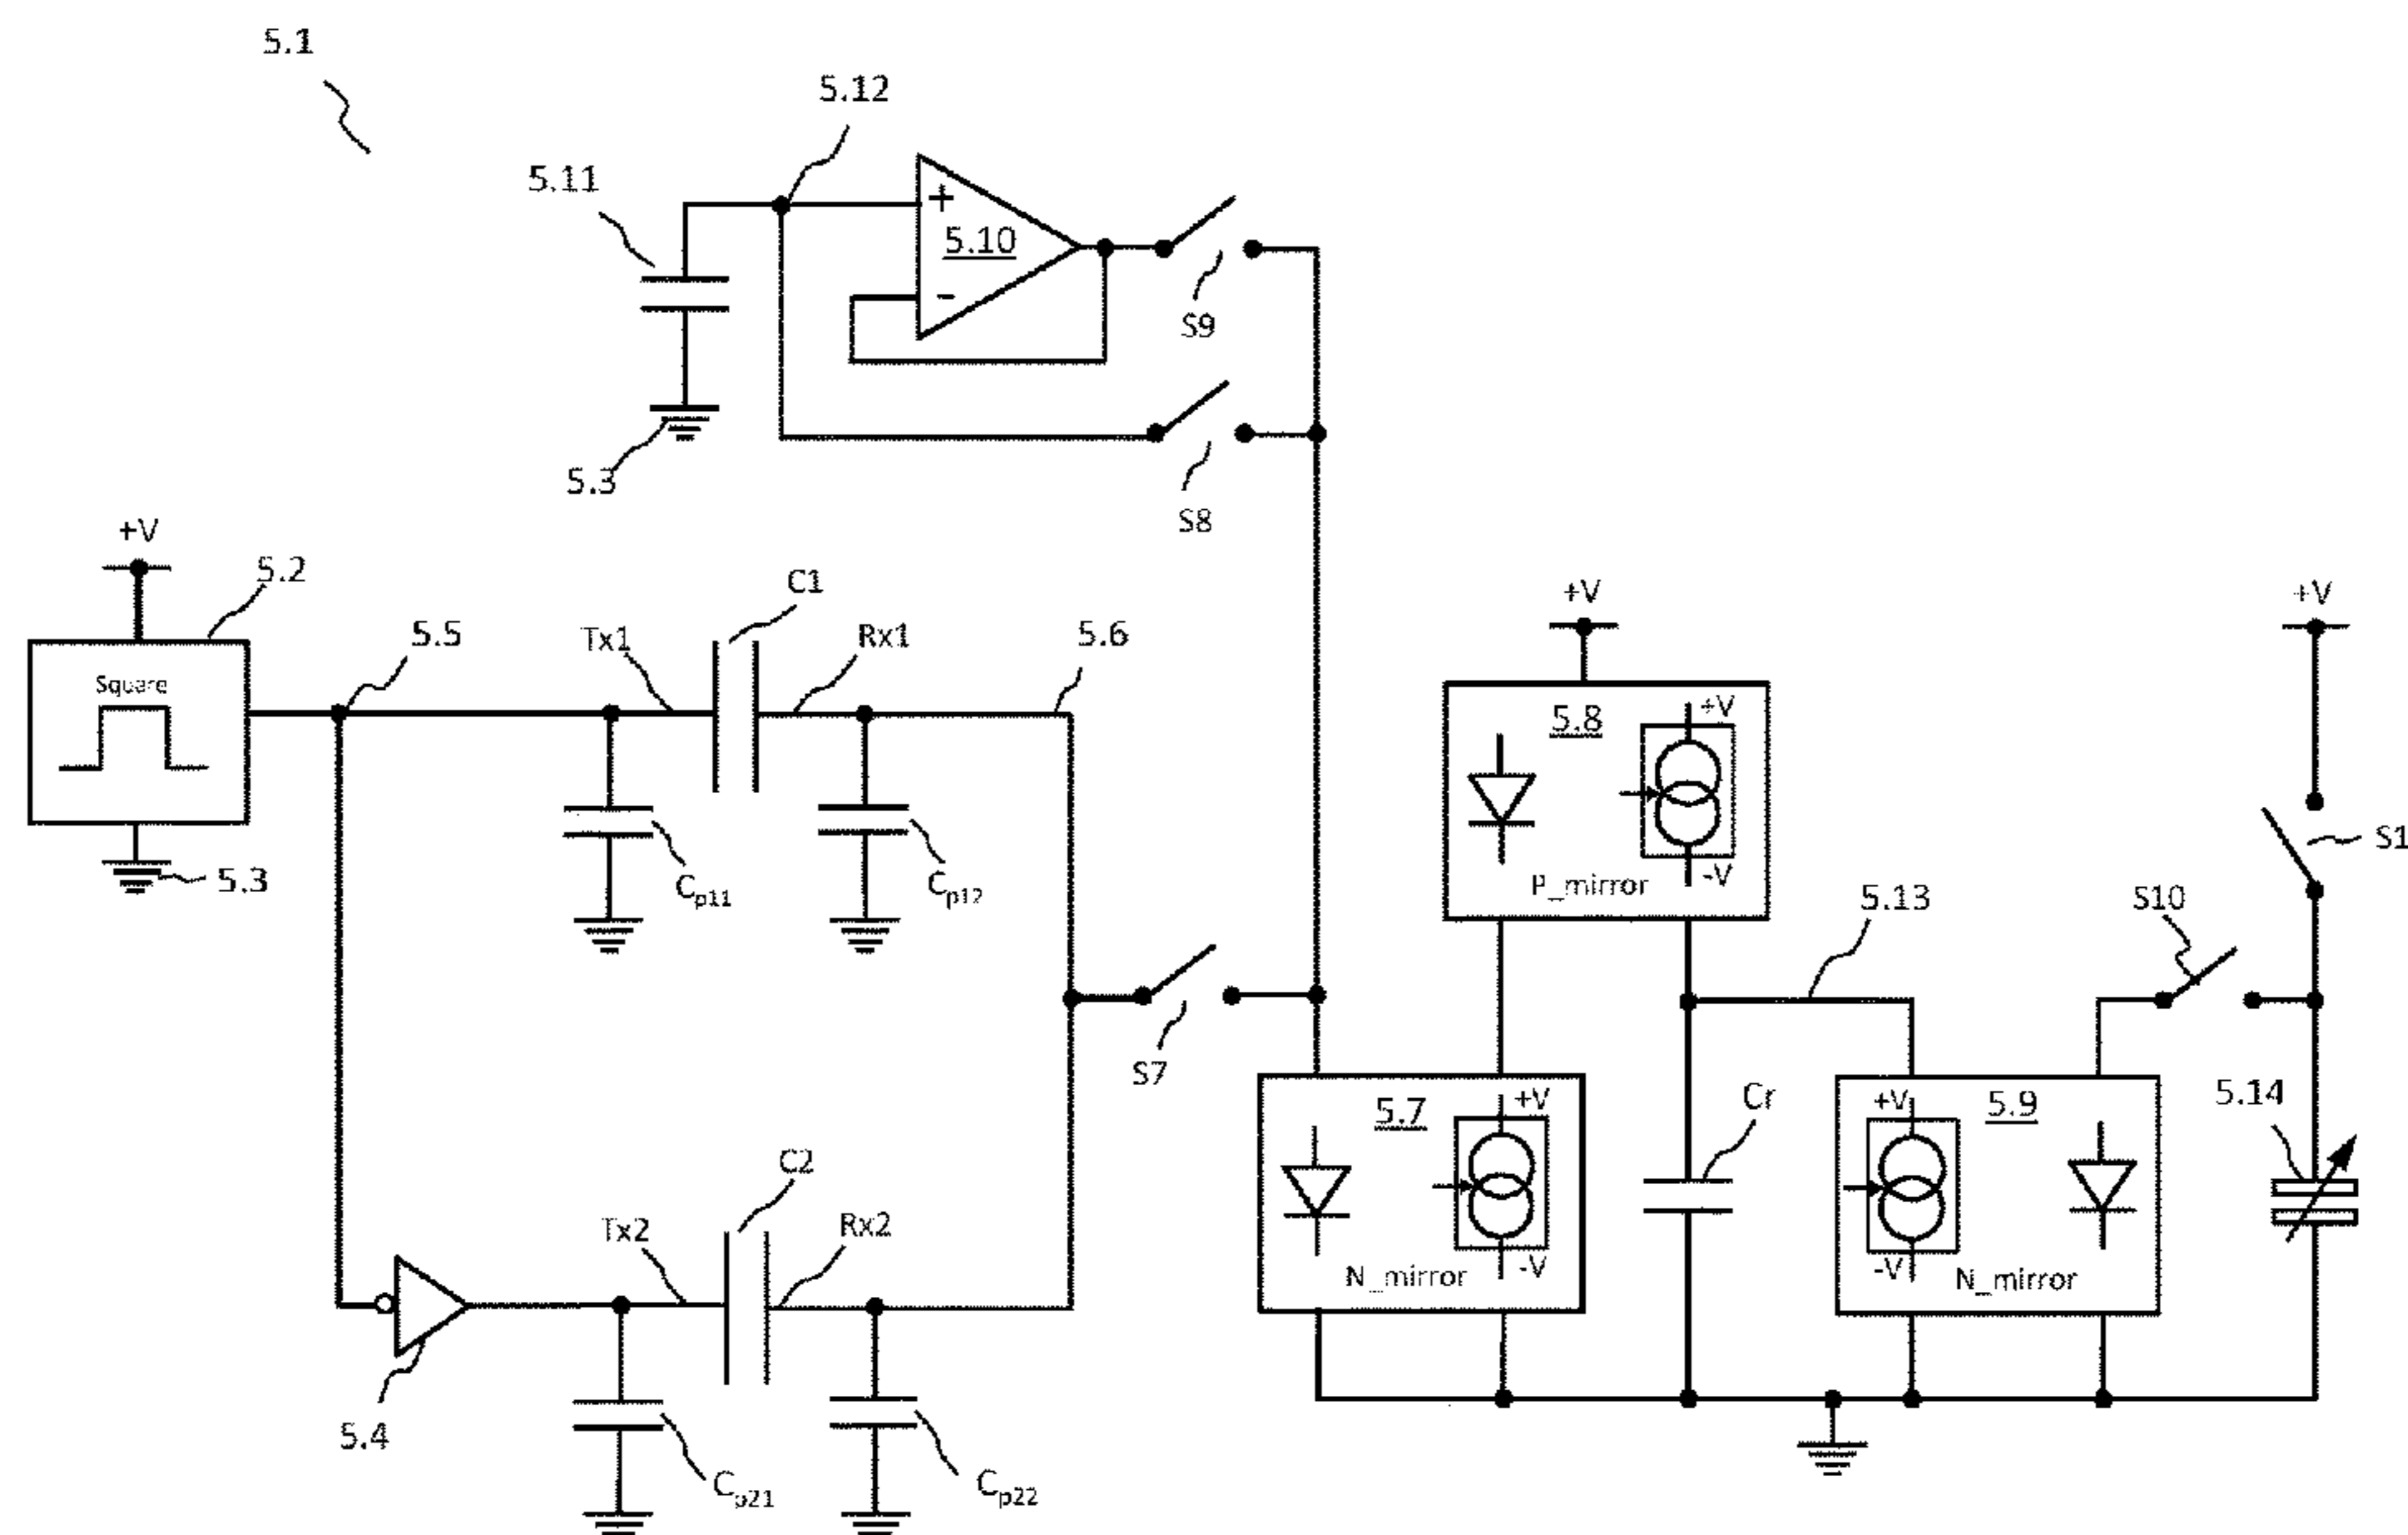 5.1
5.12
5.11
+
5.10
-
S9
5.3
S8
+V
5.2
C1
5.5
Tx1
Rx1
5.6
+V
+V
Square
5.8
+V
S1
5.3
Cp11
Cp12
-V
P_mirror
5.13
S10
S7
Cr
5.14
5.7
+V
+V
5.9
C2
Tx2
Rx2
-V
N_mirror
-V
N_mirror
5.4
Cp21
Cp22